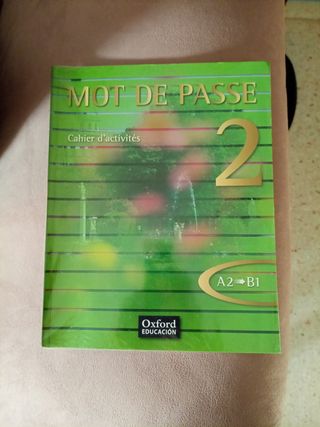 MOT DE PASSE
Cahier d'activités
2
A2 ➠ B1
Oxford
EDUCACIÓN